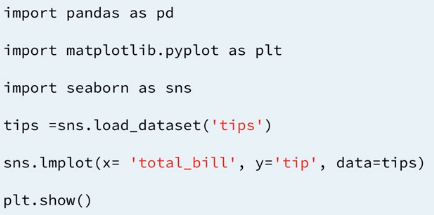 import pandas as pd
import matplotlib.pyplot as plt
import seaborn as sns
tips =sns.load_dataset('tips')
sns.lmplot(x= 'total_bill', y='tip', data=tips)
plt.show()